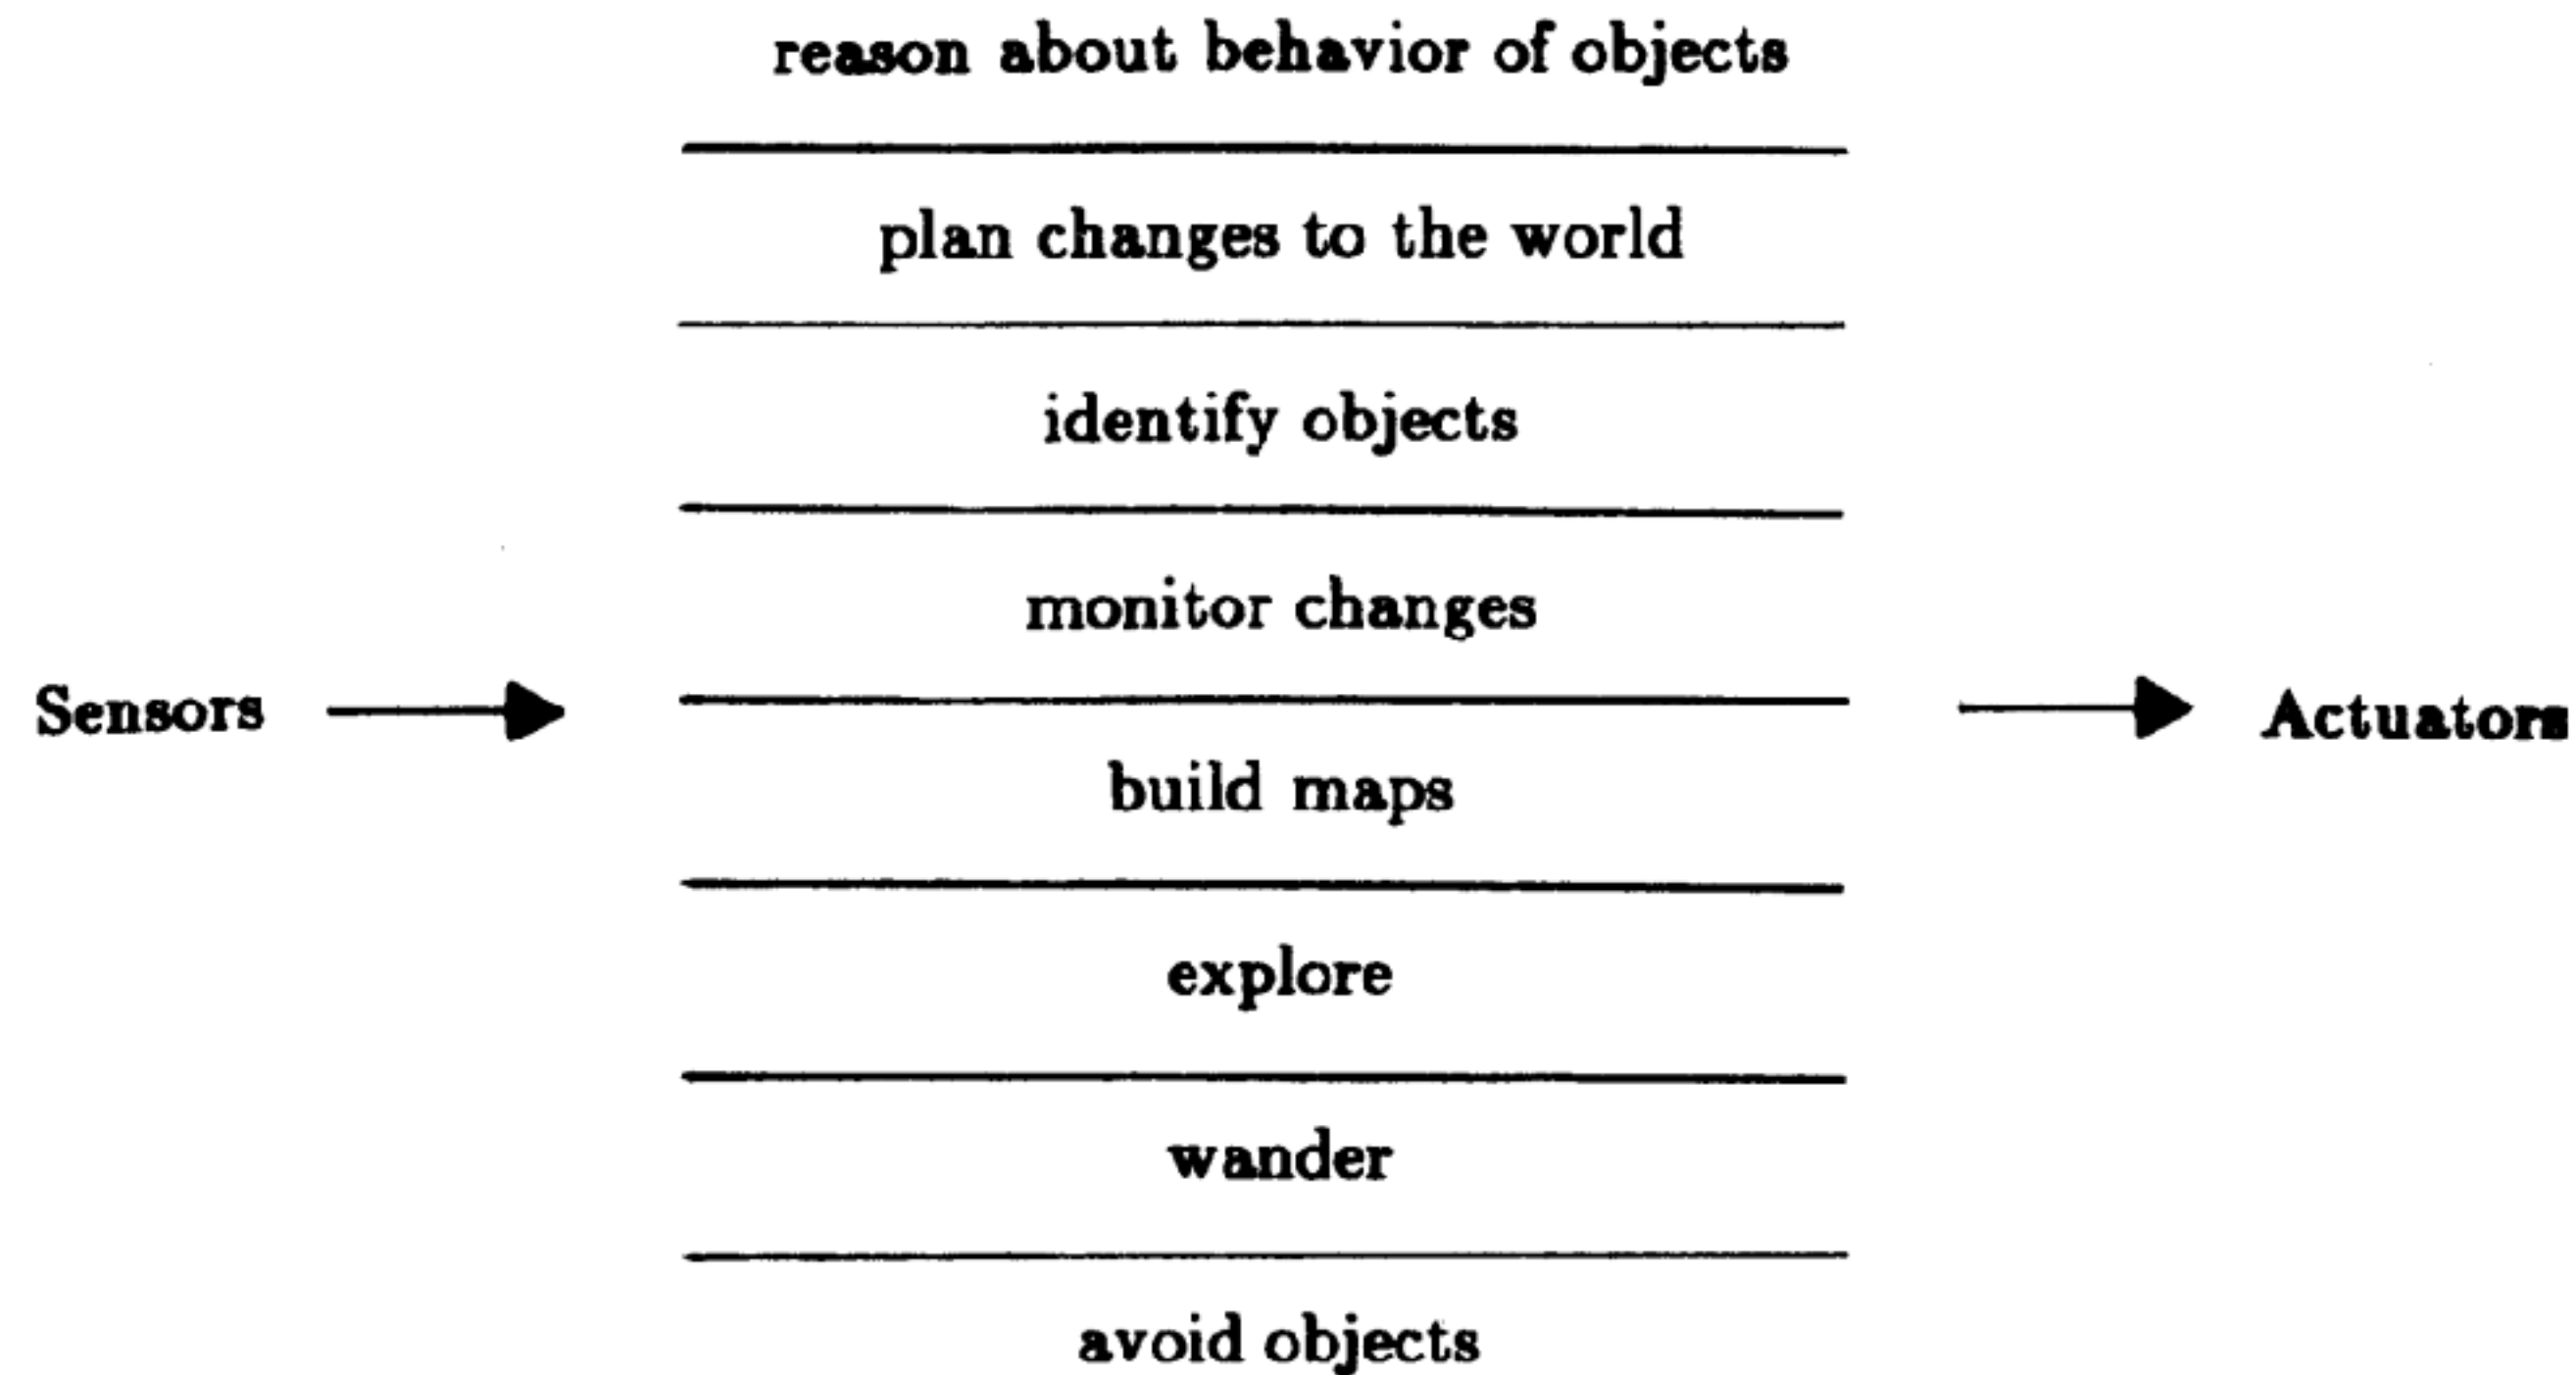 reason about behavior of objects
plan changes to the world
identify objects
monitor changes
Sensors
Actuators
build maps
explore
wander
avoid objects